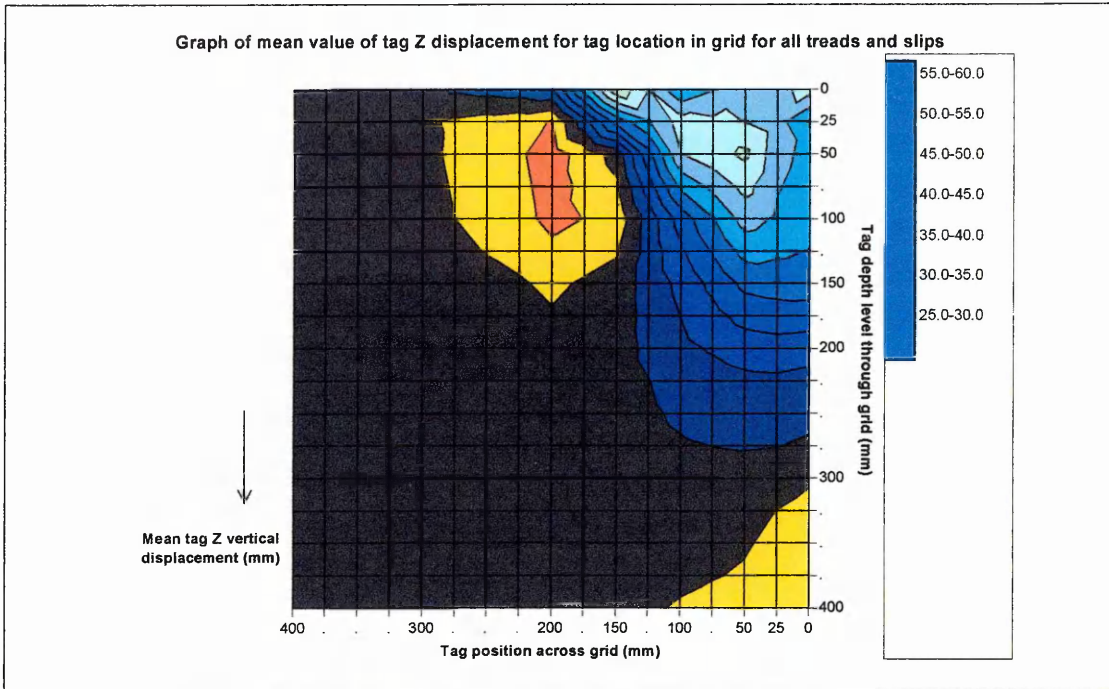 Graph of mean value of tag Z displacement for tag location in grid for all treads and slips
55.0-60.0
50.0-55.0
45.0-50.0
40.0-45.0
35.0-40.0
30.0-35.0
25.0-30.0
0
25
50
100
150
200
300
400
Tag depth level through grid (mm)
Mean tag Z vertical
displacement (mm)
400 . . . 300 . . . 200 . . . 100 . 50 25 0
Tag position across grid (mm)